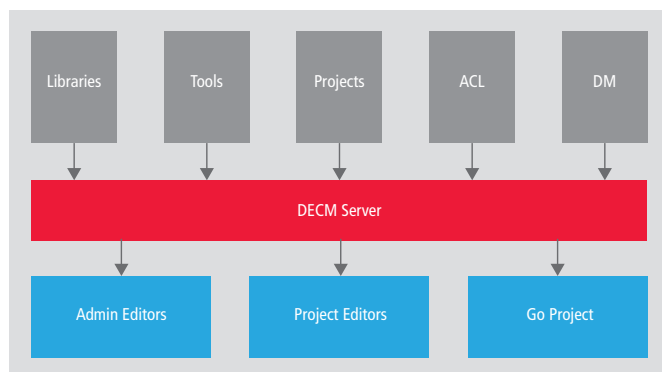 Libraries
Tools
Projects
ACL
DM
DECM Server
Admin Editors
Project Editors
Go Project